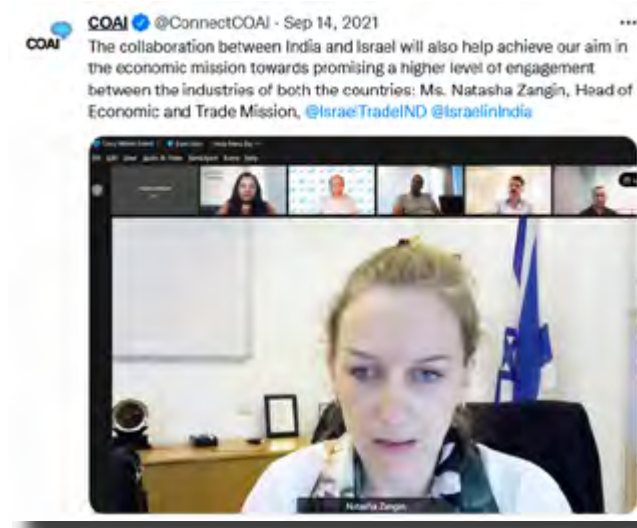 COAI @ConnectCOAI · Sep 14, 2021
COAI
The collaboration between India and Israel will also help achieve our aim in
the economic mission towards promising a higher level of engagement
between the industries of both the countries: Ms. Natasha Zangin, Head of
Economic and Trade Mission, @IsraelTradeIND @IsraelinIndia
Natasha Zangin